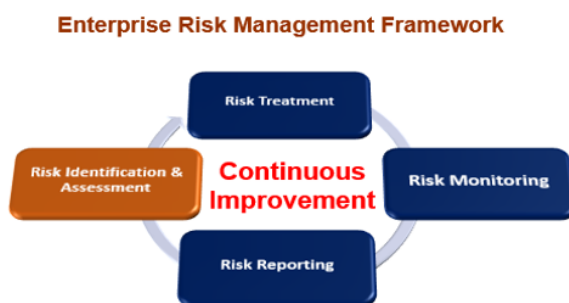 Enterprise Risk Management Framework
Risk Treatment
Risk Identification &
Assessment
Continuous
Improvement
Risk Monitoring
Risk Reporting